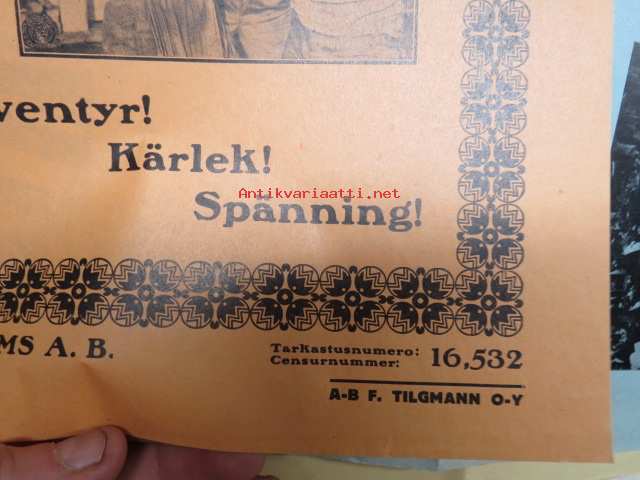 ventyr!
Kärlek!
Antikvariaatti.net
Spänning!
MS A. B.
Tarkastusnumero:
Censurnummer: 16,532
A-B F. TILGMANN O-Y